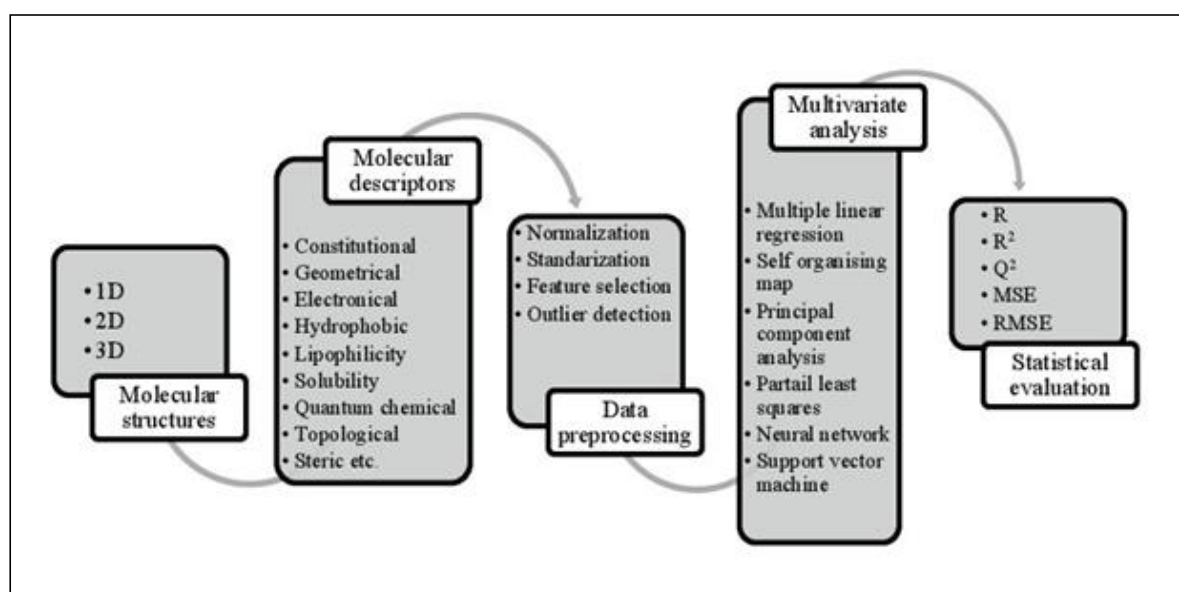 • 1D
• 2D
• 3D
Molecular
structures
Molecular
descriptors
• Constitutional
• Geometrical
• Electronical
• Hydrophobic
• Lipophilicity
• Solubility
• Quantum chemical
• Topological
• Steric etc.
• Normalization
• Standarization
• Feature selection
• Outlier detection
Data
preprocessing
Multivariate
analysis
• Multiple linear
regression
• Self organising
map
• Principal
component
analysis
• Partail least
squares
• Neural network
• Support vector
machine
• R
• R²
• Q²
• MSE
• RMSE
Statistical
evaluation